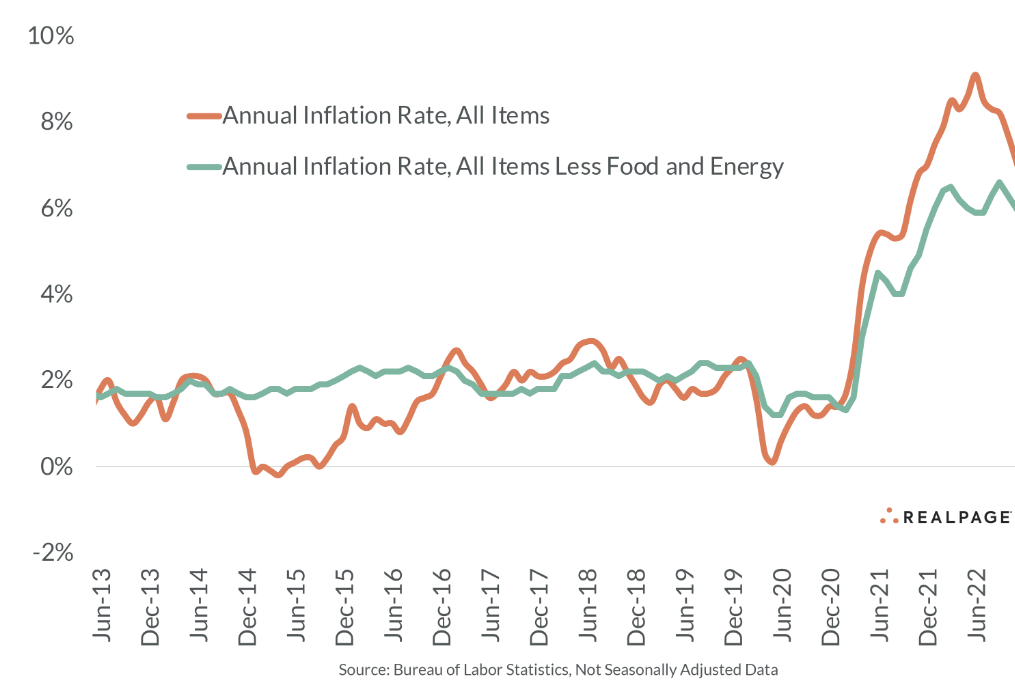 10%
8%
6%
4%
2%
0%
-2%
Annual Inflation Rate, All Items
Annual Inflation Rate, All Items Less Food and Energy
REALPAGE
Jun-13
Dec-13
Jun-14
Dec-14
Jun-15
Dec-15
Jun-16
Dec-16
Jun-17
Dec-17
Jun-18
Dec-18
Jun-19
Dec-19
Jun-20
Dec-20
Jun-21
Dec-21
Jun-22
Source: Bureau of Labor Statistics, Not Seasonally Adjusted Data